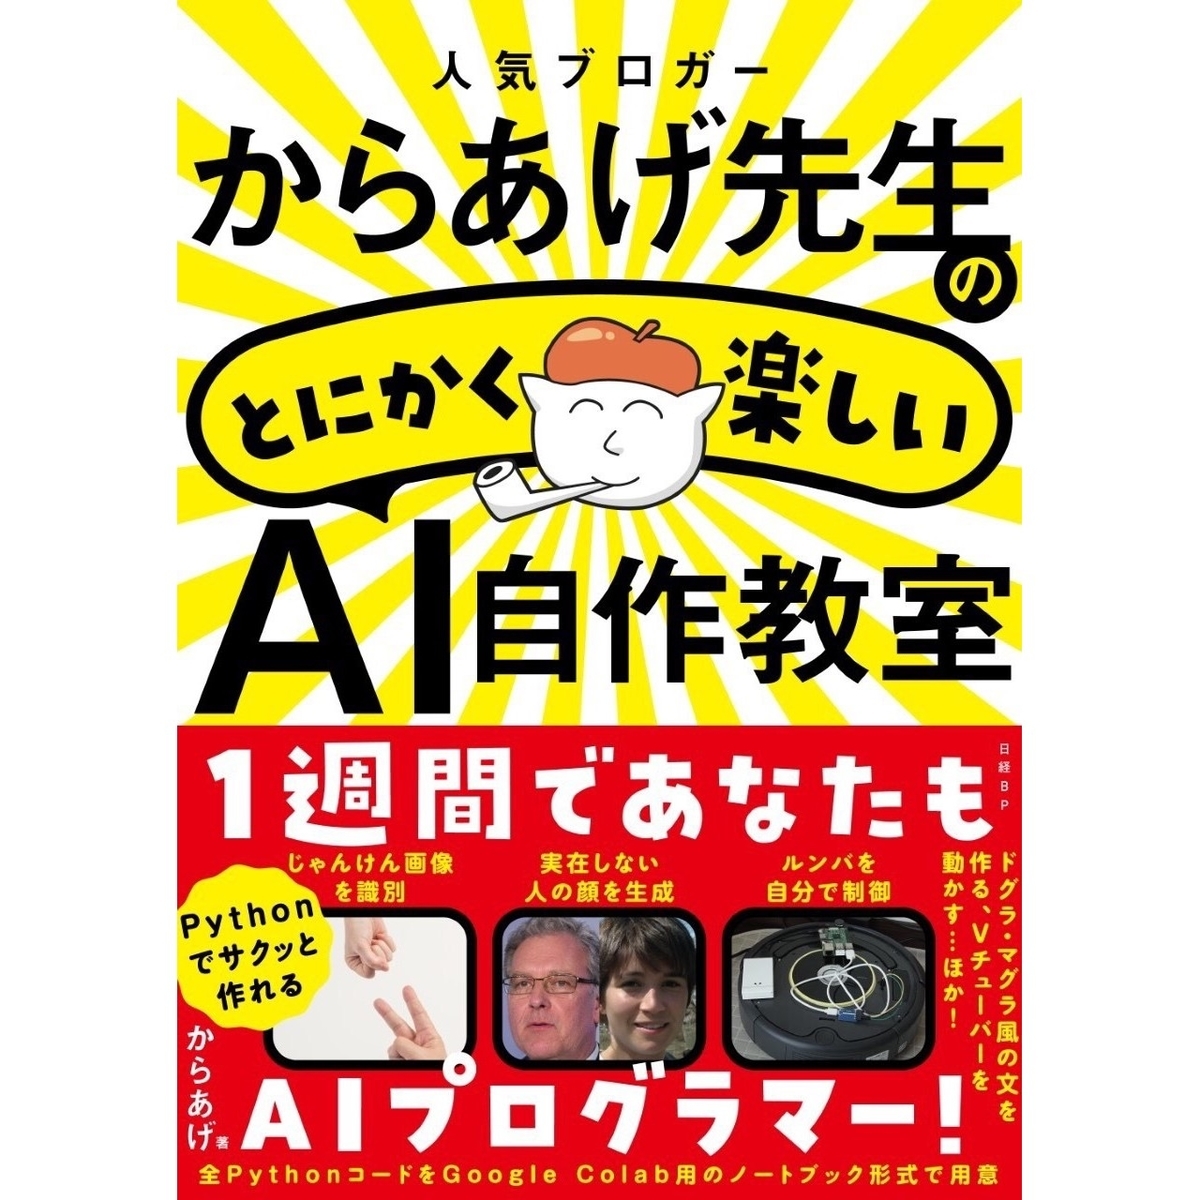 人気ブロガー
からあげ先生の
とにかく楽しい
AI自作教室
日経BP
1週間であなたも
じゃんけん画像
を識別
実在しない
人の顔を生成
ルンバを
自分で制御
ドグラ・マグラ風の文を
作る、Vチューバーを
動かす…ほか!
Python
でサクッと
作れる
からあげ 著
AIプログラマー!
全PythonコードをGoogle Colab用のノートブック形式で用意